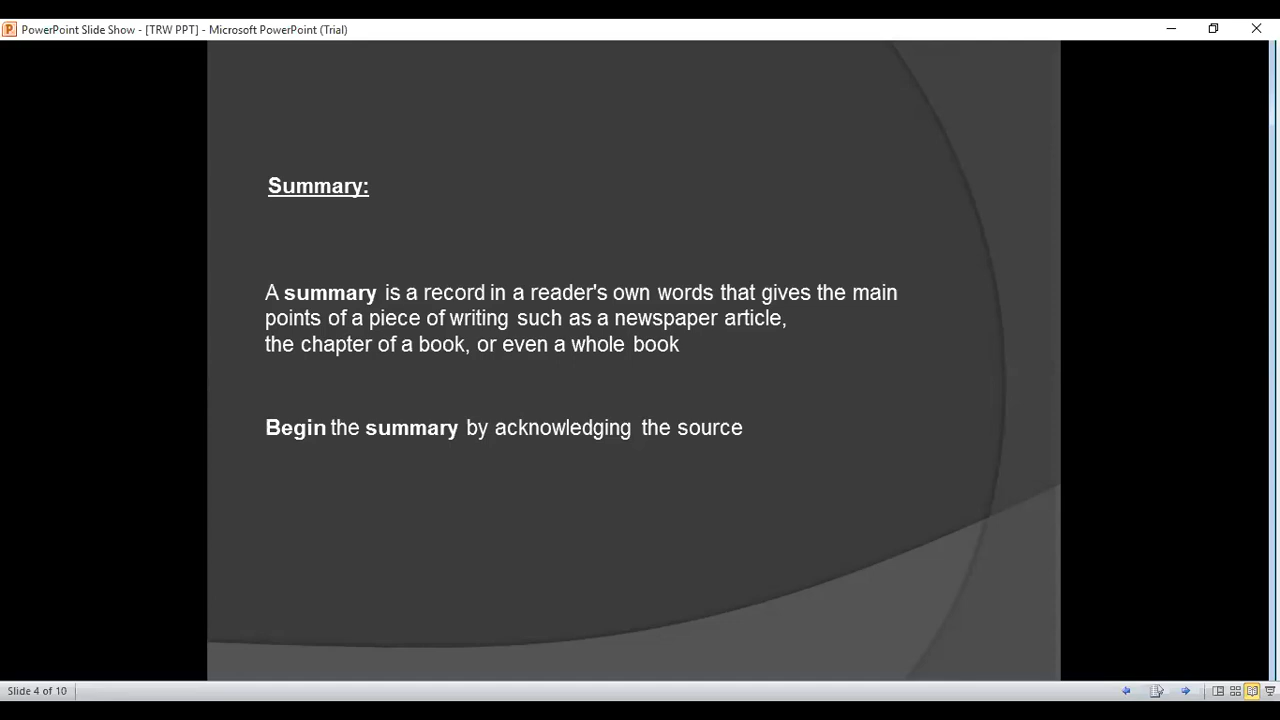 PowerPoint Slide Show - [TRW PPT] - Microsoft PowerPoint (Trial)
Summary:
A summary is a record in a reader's own words that gives the main
points of a piece of writing such as a newspaper article,
the chapter of a book, or even a whole book
Begin the summary by acknowledging the source
Slide 4 of 10